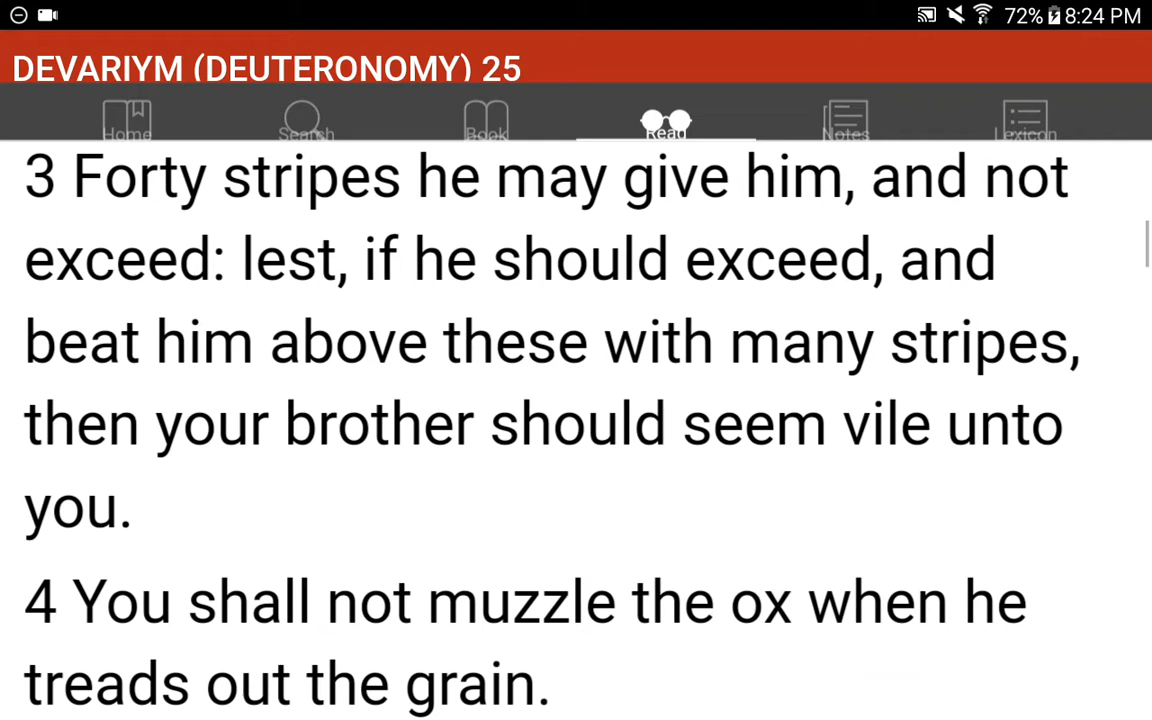 72% 8:24 PM
DEVARIYM (DEUTERONOMY) 25
Home Search Book Read Notes Lexicon
3 Forty stripes he may give him, and not
exceed: lest, if he should exceed, and
beat him above these with many stripes,
then your brother should seem vile unto
you.
4 You shall not muzzle the ox when he
treads out the grain.